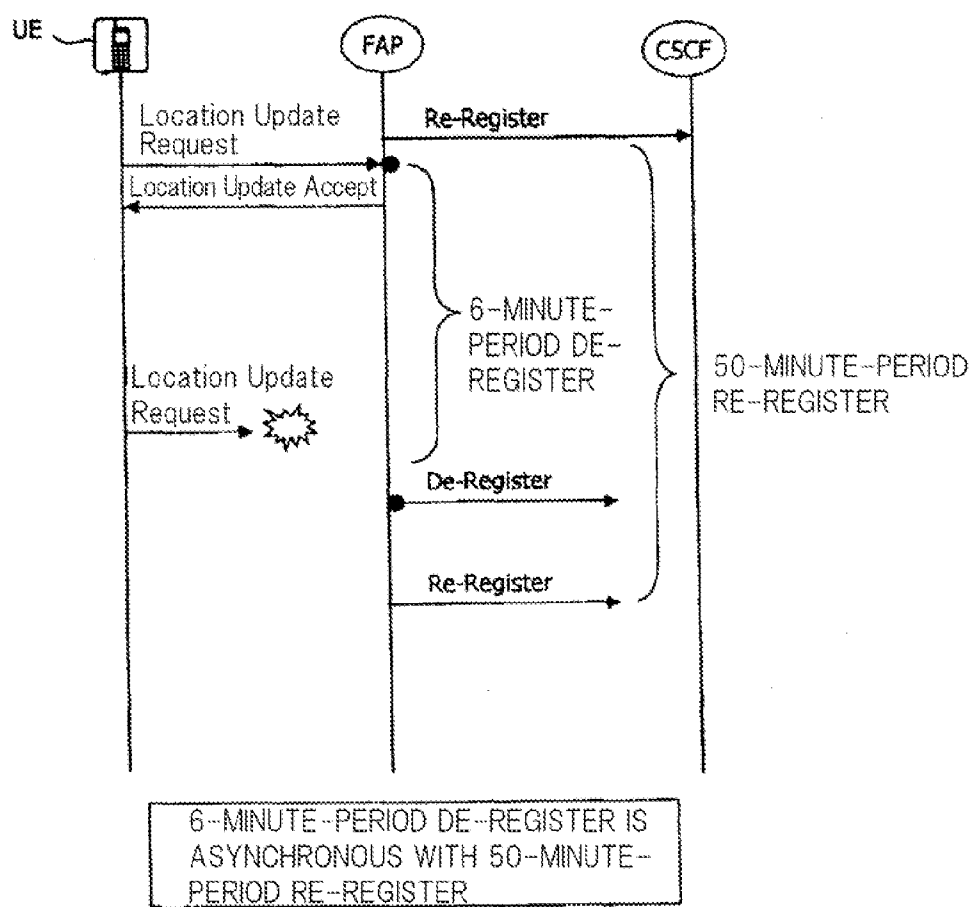 UE
FAP
CSCF
Location Update
Request
Re-Register
Location Update Accept
6-MINUTE-
PERIOD DE-
REGISTER
50-MINUTE-PERIOD
RE-REGISTER
Location Update
Request
De-Register
Re-Register
6-MINUTE-PERIOD DE-REGISTER IS
ASYNCHRONOUS WITH 50-MINUTE-
PERIOD RE-REGISTER